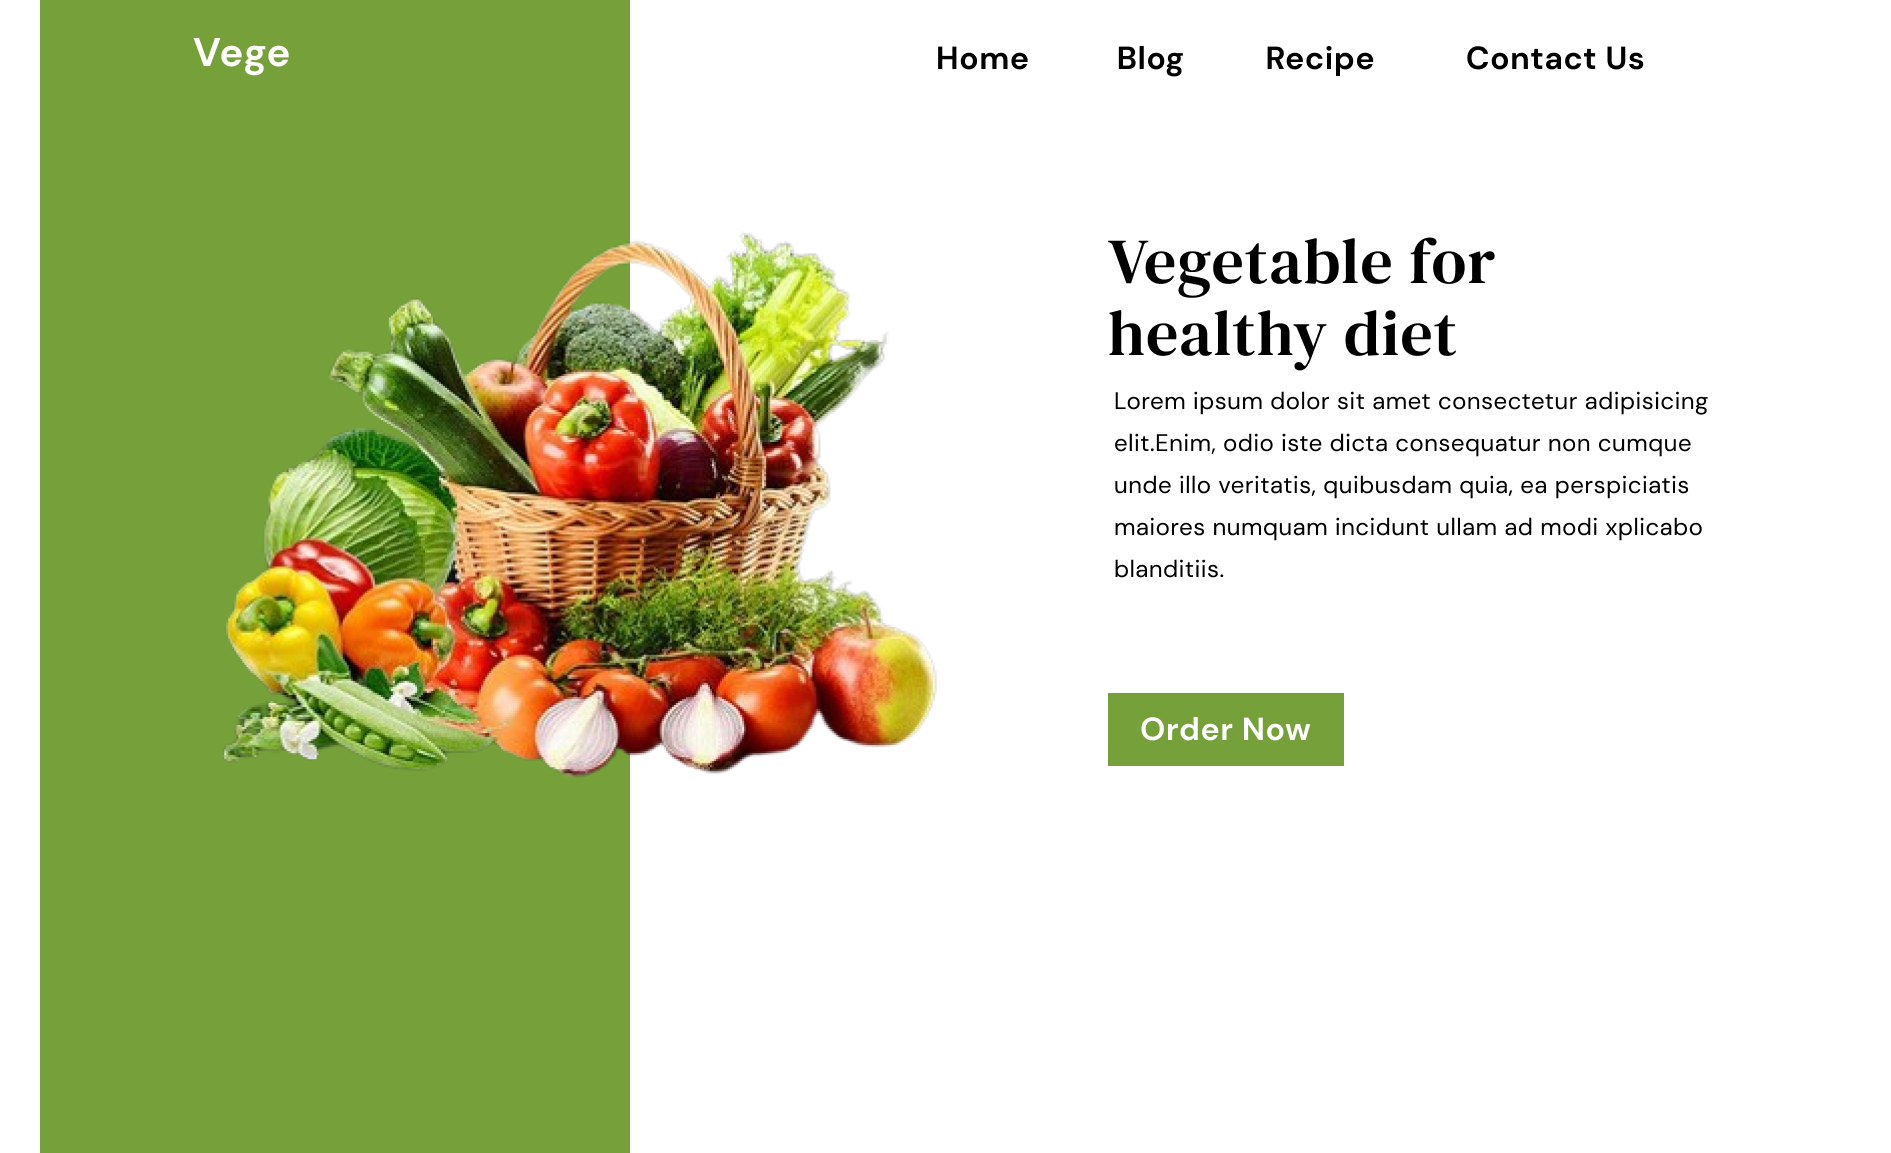 Vege
Home Blog Recipe Contact Us
Vegetable for
healthy diet
Lorem ipsum dolor sit amet consectetur adipisicing
elit.Enim, odio iste dicta consequatur non cumque
unde illo veritatis, quibusdam quia, ea perspiciatis
maiores numquam incidunt ullam ad modi xplicabo
blanditiis.
Order Now